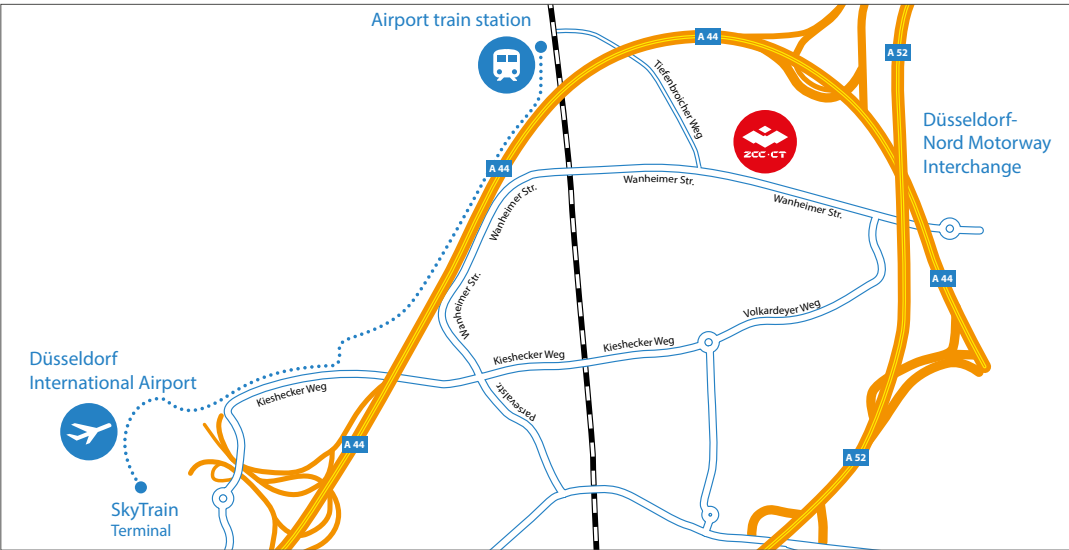 Airport train station
A 44
A 52
Tiefenbroicher Weg
ZCC·CT
Düsseldorf-
Nord Motorway
Interchange
A 44
Wanheimer Str.
Wanheimer Str.
Wanheimer Str.
Wanheimer Str.
A 44
Volkardeyer Weg
Kieshecker Weg
Kieshecker Weg
Düsseldorf
International Airport
Kieshecker Weg
Parsevalstr.
A 44
A 52
SkyTrain
Terminal